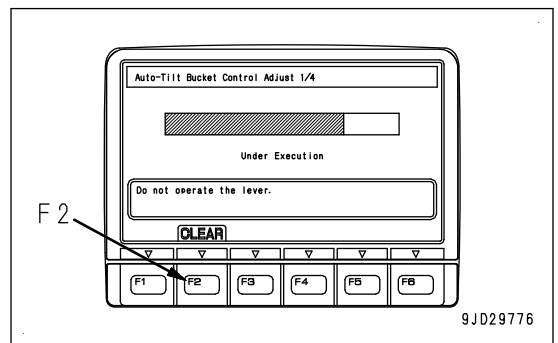 Auto-Tilt Bucket Control Adjust 1/4
Under Execution
Do not operate the lever.
F2
CLEAR
F1 F2 F3 F4 F5 F6
9JD29776